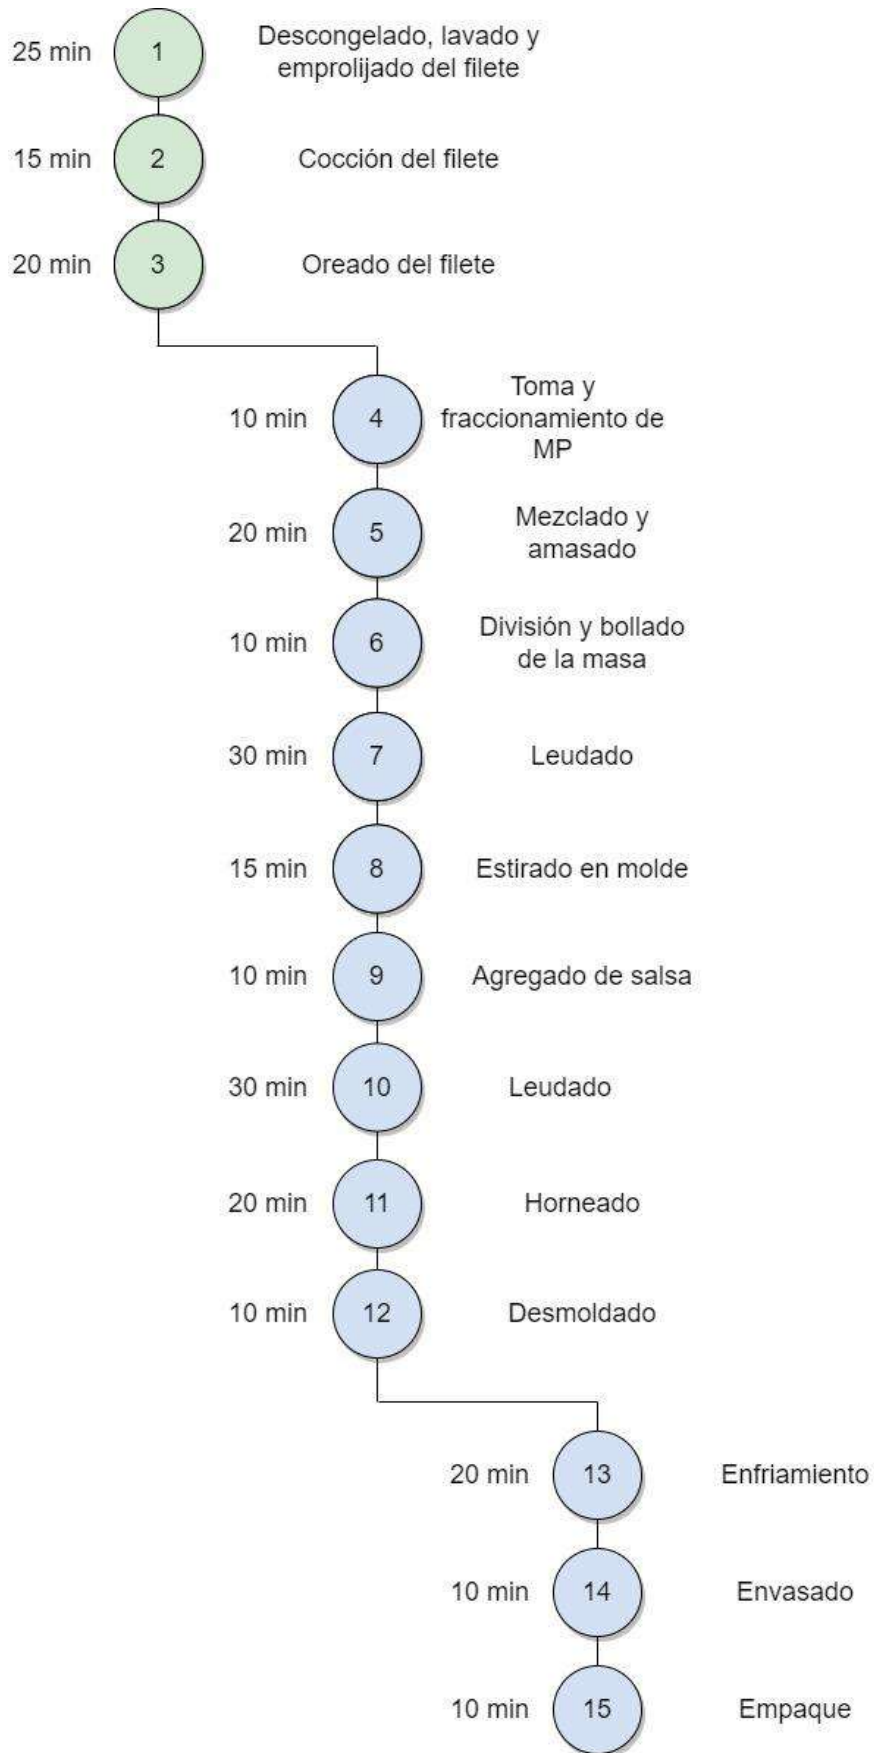 25 min
1
Descongelado, lavado y
emprolijado del filete
15 min
2
Cocción del filete
20 min
3
Oreado del filete
10 min
4
Toma y
fraccionamiento de
MP
20 min
5
Mezclado y
amasado
10 min
6
División y bollado
de la masa
30 min
7
Leudado
15 min
8
Estirado en molde
10 min
9
Agregado de salsa
30 min
10
Leudado
20 min
11
Horneado
10 min
12
Desmoldado
20 min
13
Enfriamiento
10 min
14
Envasado
10 min
15
Empaque